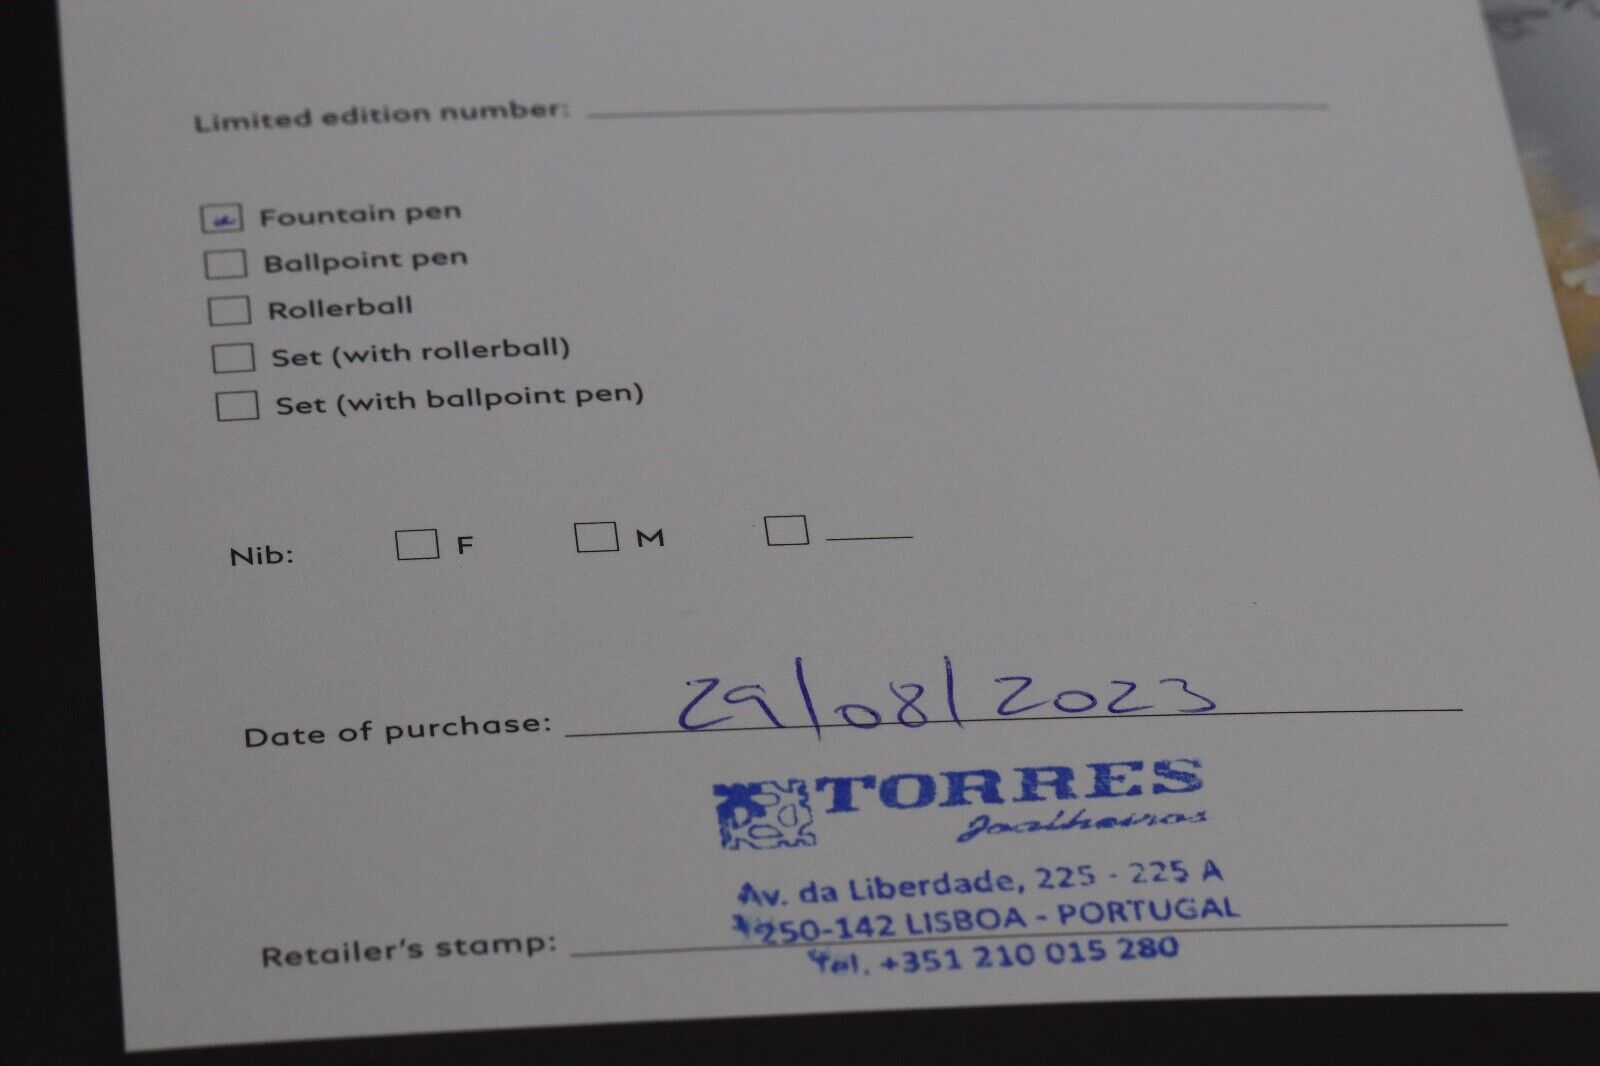 Limited edition number:
Fountain pen
Ballpoint pen
Rollerball
Set (with rollerball)
Set (with ballpoint pen)
Nib: F M
Date of purchase: 29/08/2023
TORRES
Joalheiros
Av. da Liberdade, 225 - 225 A
1250-142 LISBOA - PORTUGAL
Retailer's stamp:
Tel. +351 210 015 280